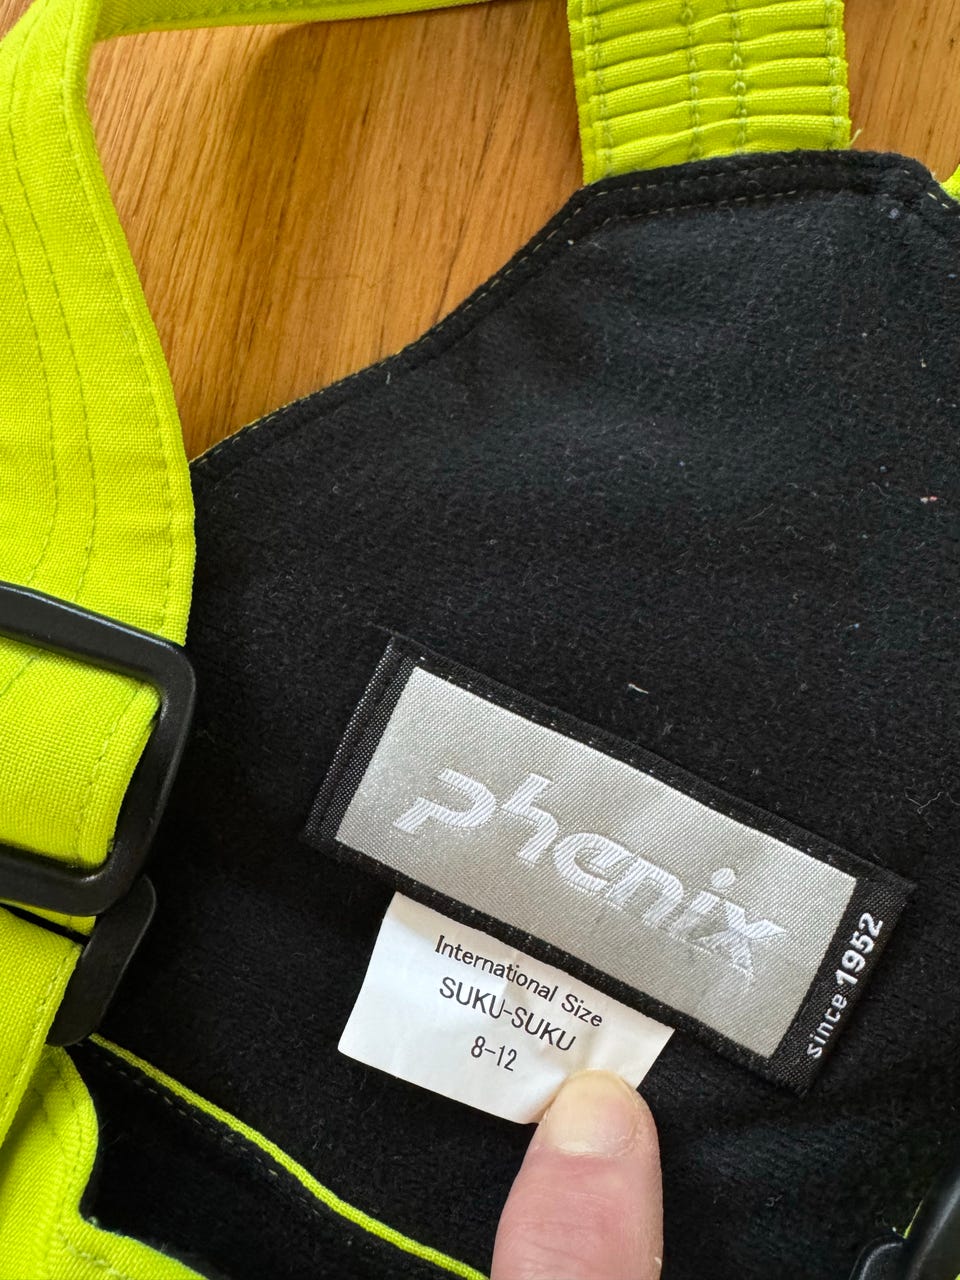 phenix
since 1952
International Size
SUKU-SUKU
8-12